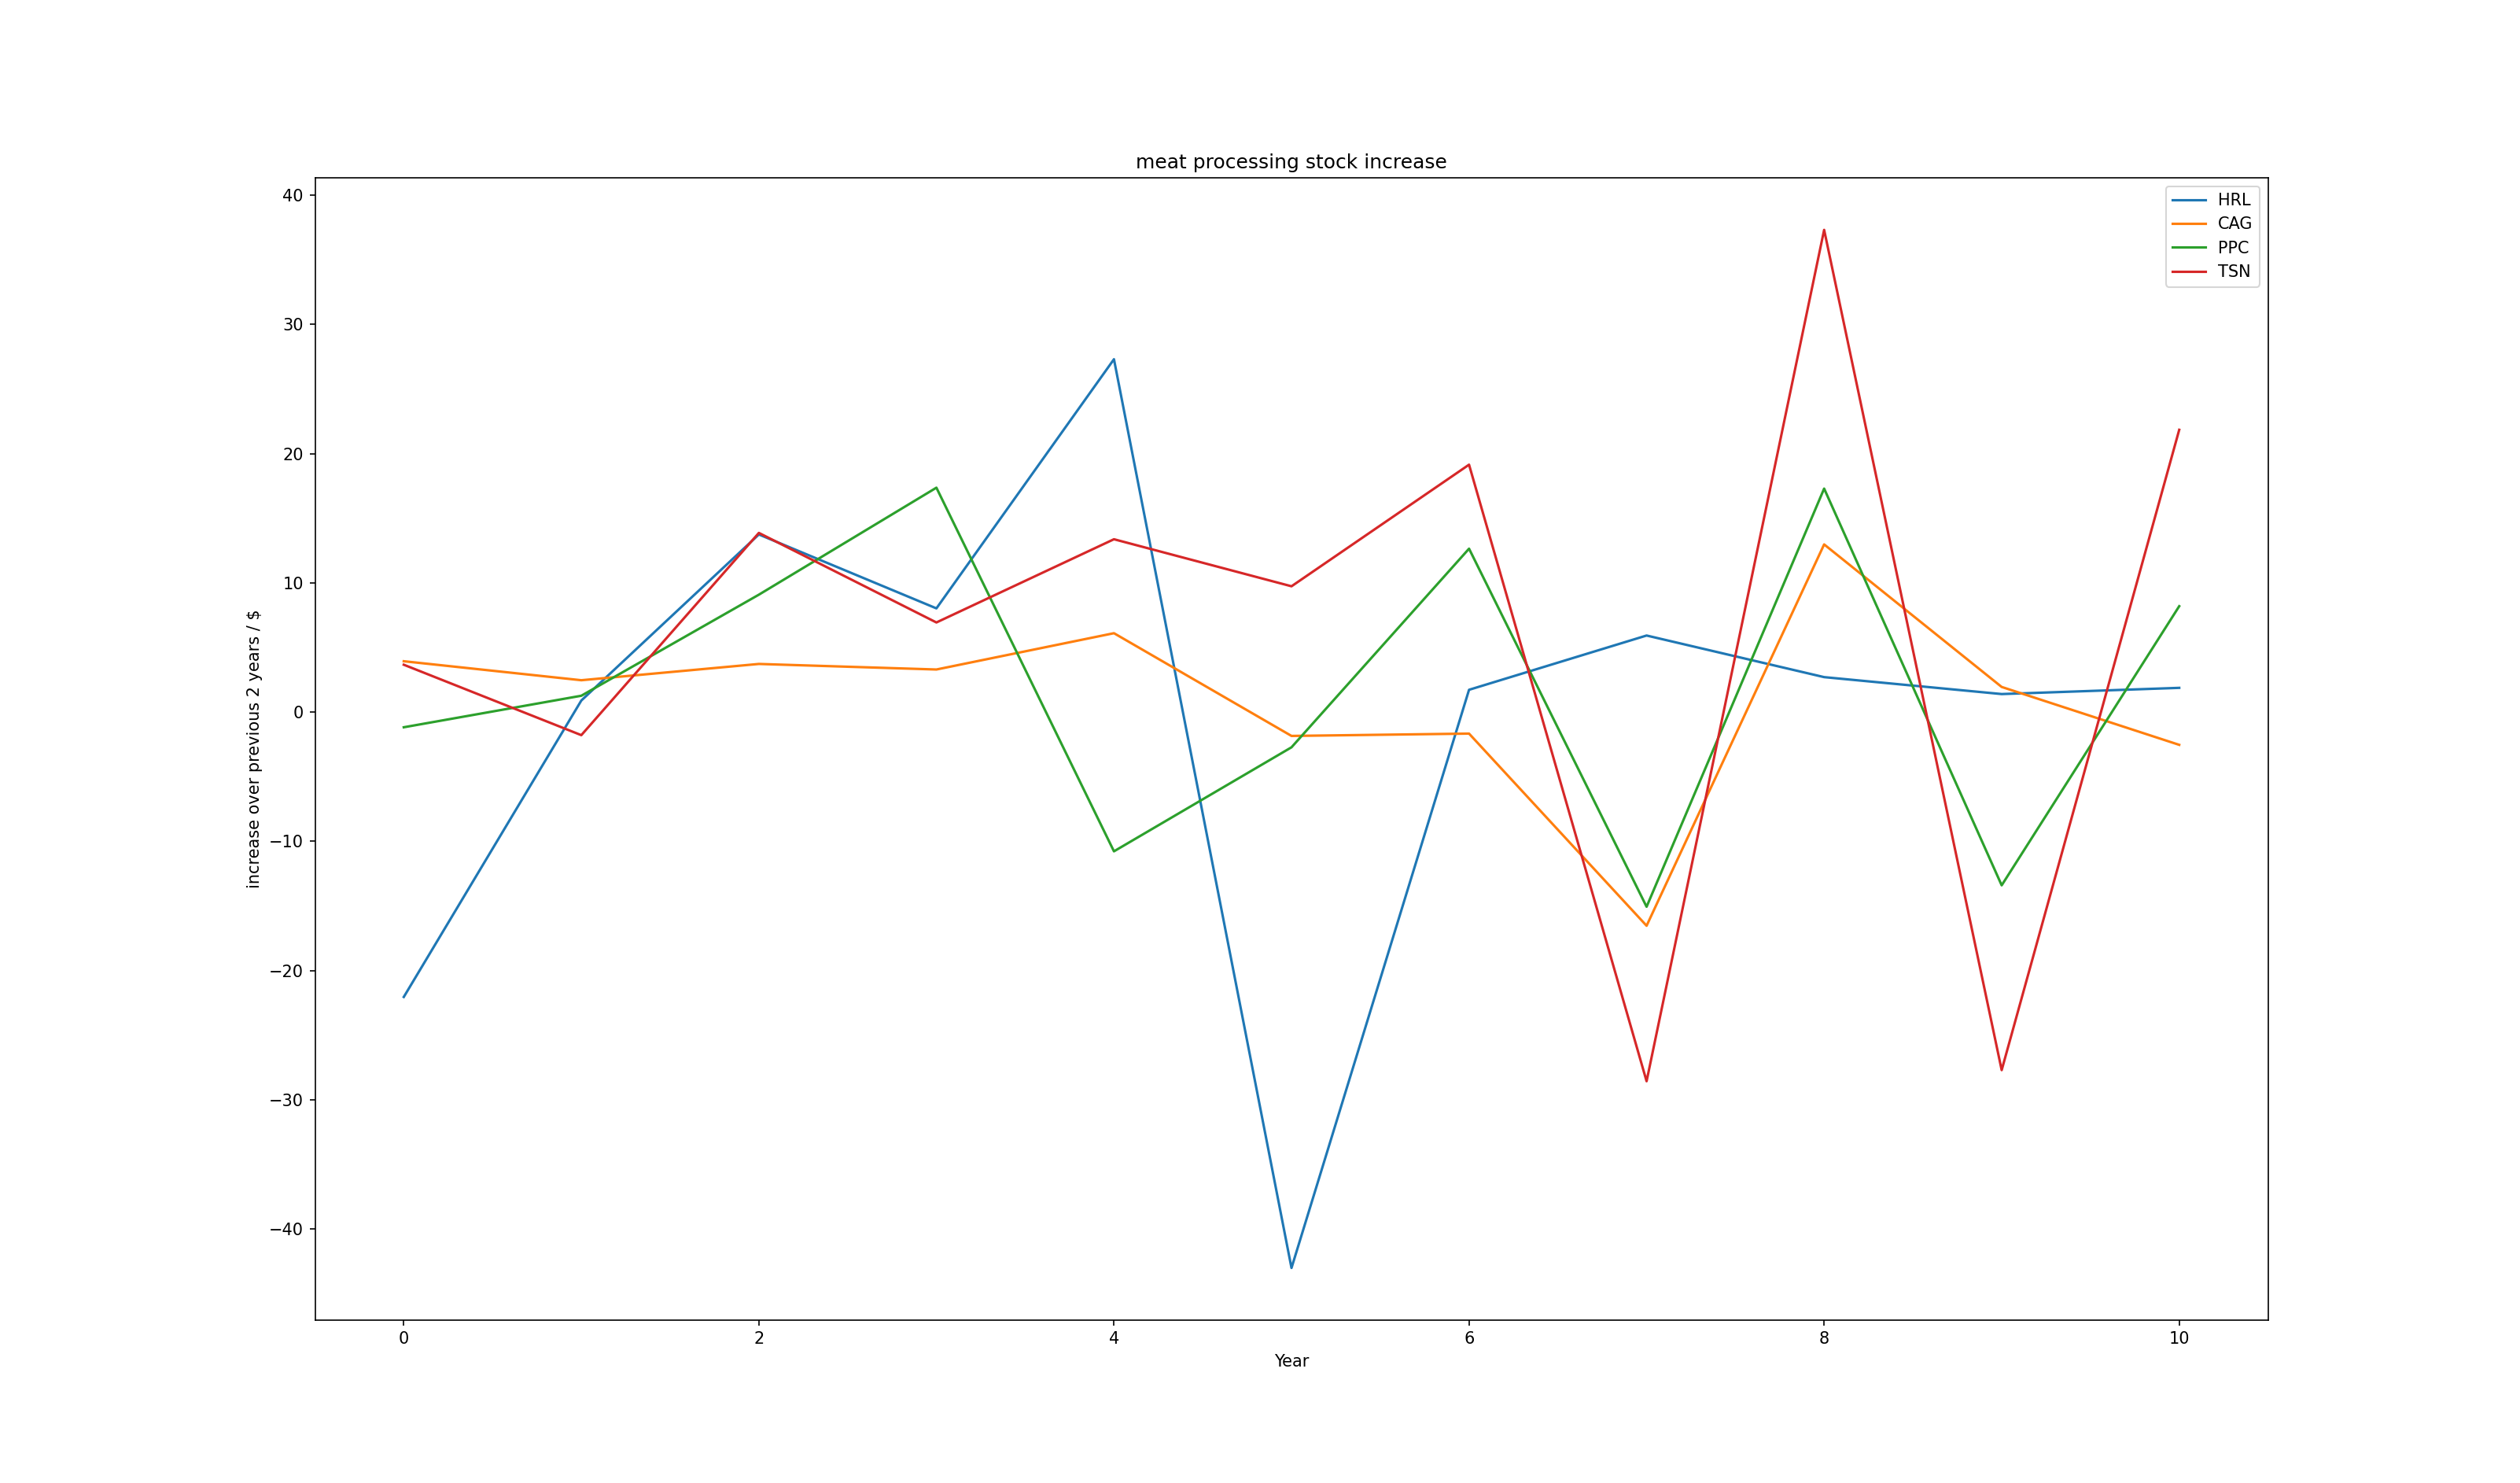 meat processing stock increase
40
30
20
10
0
−10
−20
−30
−40
increase over previous 2 years / $
HRL
CAG
PPC
TSN
0 2 4 6 8 10
Year